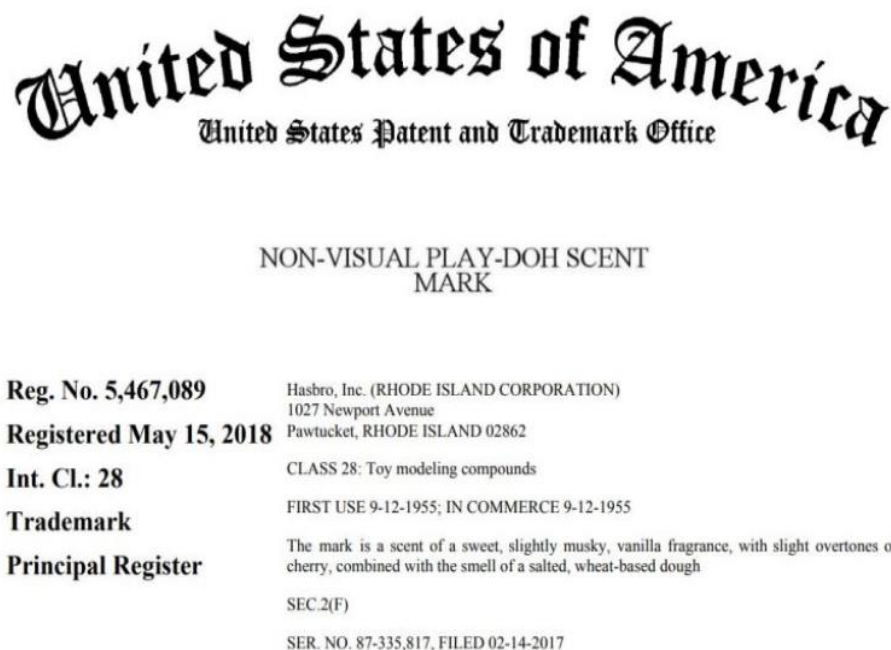 United States of America
United States Patent and Trademark Office
NON-VISUAL PLAY-DOH SCENT
MARK
Reg. No. 5,467,089
Registered May 15, 2018
Int. Cl.: 28
Trademark
Principal Register
Hasbro, Inc. (RHODE ISLAND CORPORATION)
1027 Newport Avenue
Pawtucket, RHODE ISLAND 02862
CLASS 28: Toy modeling compounds
FIRST USE 9-12-1955; IN COMMERCE 9-12-1955
The mark is a scent of a sweet, slightly musky, vanilla fragrance, with slight overtones
cherry, combined with the smell of a salted, wheat-based dough
SEC.2(F)
SER. NO. 87-335,817, FILED 02-14-2017